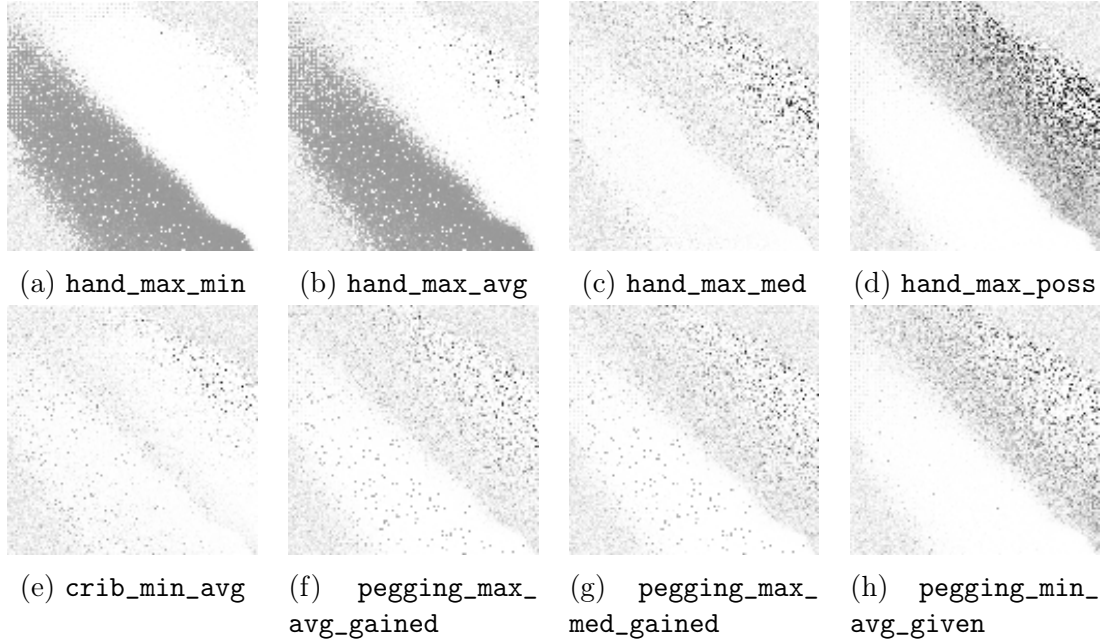 (a) hand_max_min (b) hand_max_avg (c) hand_max_med (d) hand_max_poss
(e) crib_min_avg (f) pegging_max_ (g) pegging_max_ (h) pegging_min_
avg_gained med_gained avg_given